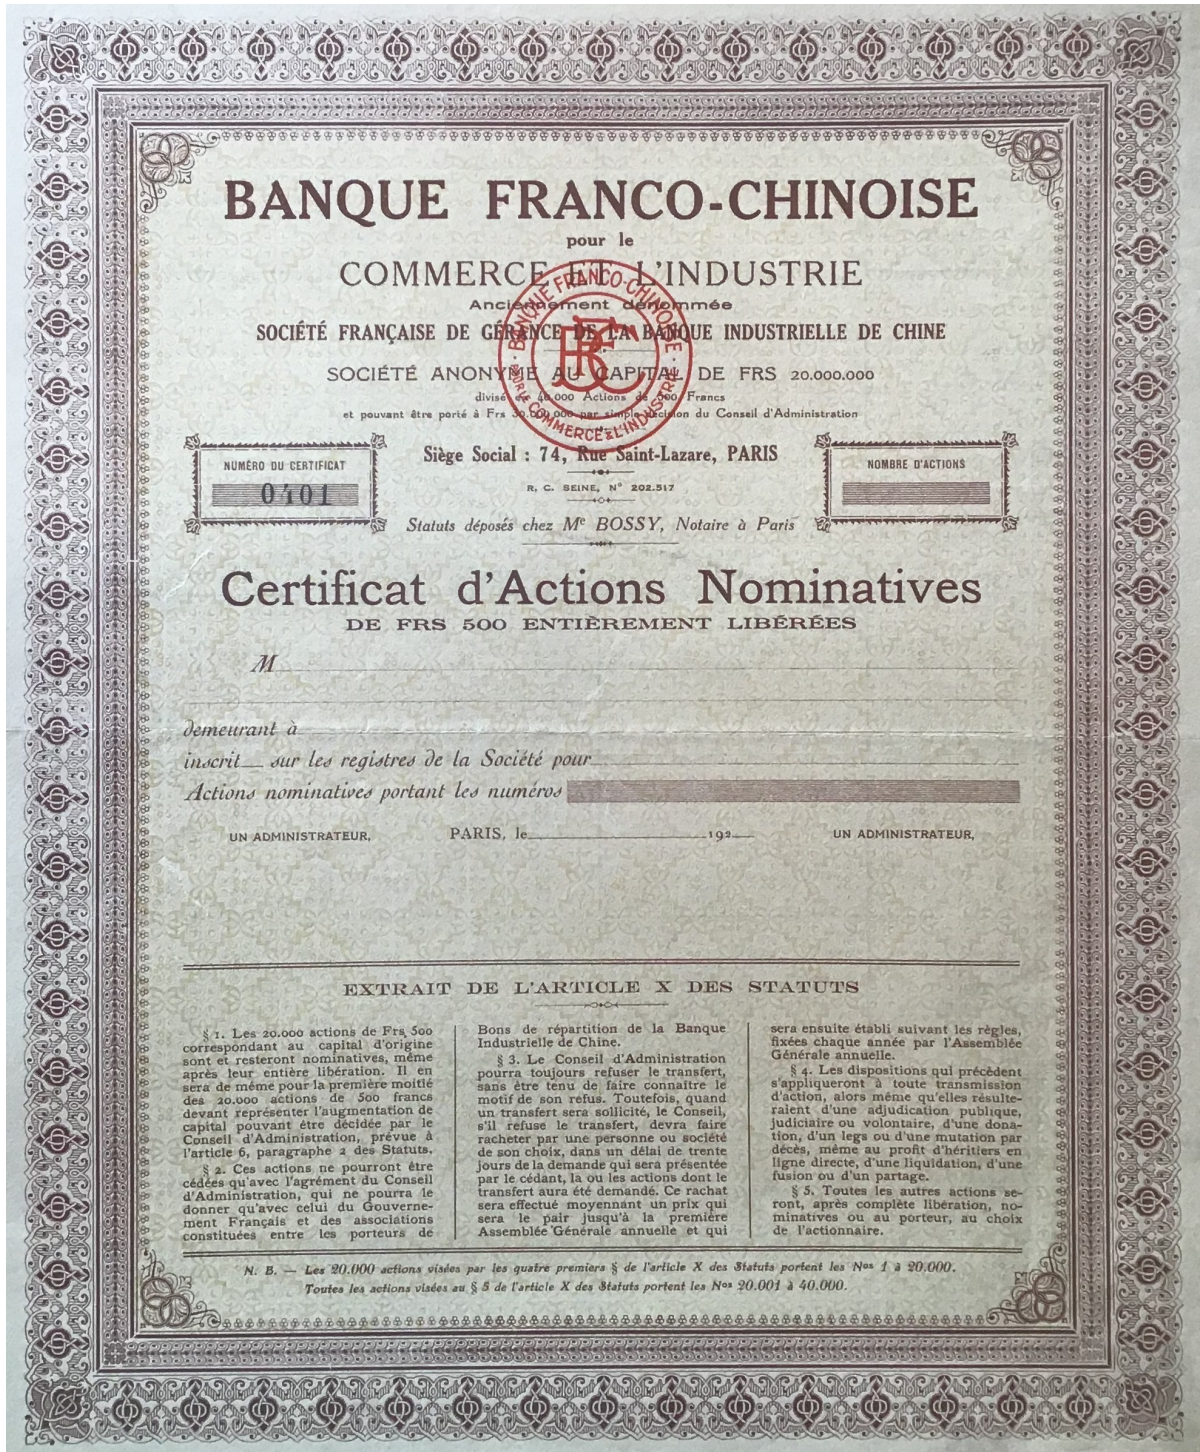 BANQUE FRANCO-CHINOISE
pour le
COMMERCE ET L'INDUSTRIE
Anciennement dénommée
SOCIÉTÉ FRANÇAISE DE GÉRANCE DE LA BANQUE INDUSTRIELLE DE CHINE
SOCIÉTÉ ANONYME AU CAPITAL DE FRS 20.000.000
divisé en 40.000 Actions de 500 Francs
et pouvant être porté à Frs 30.000.000 par simple décision du Conseil d'Administration
BANQUE FRANCO-CHINOISE
POUR LE COMMERCE & L'INDUSTRIE
BFC
Siège Social : 74, Rue Saint-Lazare, PARIS
R. C. SEINE, N° 202.517
Statuts déposés chez Me BOSSY, Notaire à Paris
NUMÉRO DU CERTIFICAT
0401
NOMBRE D'ACTIONS
Certificat d'Actions Nominatives
DE FRS 500 ENTIÈREMENT LIBÉRÉES
M
demeurant à
inscrit sur les registres de la Société pour
Actions nominatives portant les numéros
UN ADMINISTRATEUR, PARIS, le 192 UN ADMINISTRATEUR,
EXTRAIT DE L'ARTICLE X DES STATUTS
§ 1. Les 20.000 actions de Frs 500
correspondant au capital d'origine
sont et resteront nominatives, même
après leur entière libération. Il en
sera de même pour la première moitié
des 20.000 actions de 500 francs
devant représenter l'augmentation de
capital pouvant être décidée par le
Conseil d'Administration, prévue à
l'article 6, paragraphe 2 des Statuts.
§ 2. Ces actions ne pourront être
cédées qu'avec l'agrément du Conseil
d'Administration, qui ne pourra le
donner qu'avec celui du Gouverne-
ment Français et des associations
constituées entre les porteurs de
Bons de répartition de la Banque
Industrielle de Chine.
§ 3. Le Conseil d'Administration
pourra toujours refuser le transfert,
sans être tenu de faire connaître le
motif de son refus. Toutefois, quand
un transfert sera sollicité, le Conseil,
s'il refuse le transfert, devra faire
racheter par une personne ou société
de son choix, dans un délai de trente
jours de la demande qui sera présentée
par le cédant, la ou les actions dont le
transfert aura été demandé. Ce rachat
sera effectué moyennant un prix qui
sera le pair jusqu'à la première
Assemblée Générale annuelle et qui
sera ensuite établi suivant les règles,
fixées chaque année par l'Assemblée
Générale annuelle.
§ 4. Les dispositions qui précèdent
s'appliqueront à toute transmission
d'action, alors même qu'elles résulte-
raient d'une adjudication publique,
judiciaire ou volontaire, d'une dona-
tion, d'un legs ou d'une mutation par
décès, même au profit d'héritiers en
ligne directe, d'une liquidation, d'une
fusion ou d'un partage.
§ 5. Toutes les autres actions se-
ront, après complète libération, no-
minatives ou au porteur, au choix
de l'actionnaire.
N. B. — Les 20.000 actions visées par les quatre premiers § de l'article X des Statuts portent les Nos 1 à 20.000.
Toutes les actions visées au § 5 de l'article X des Statuts portent les Nos 20.001 à 40.000.